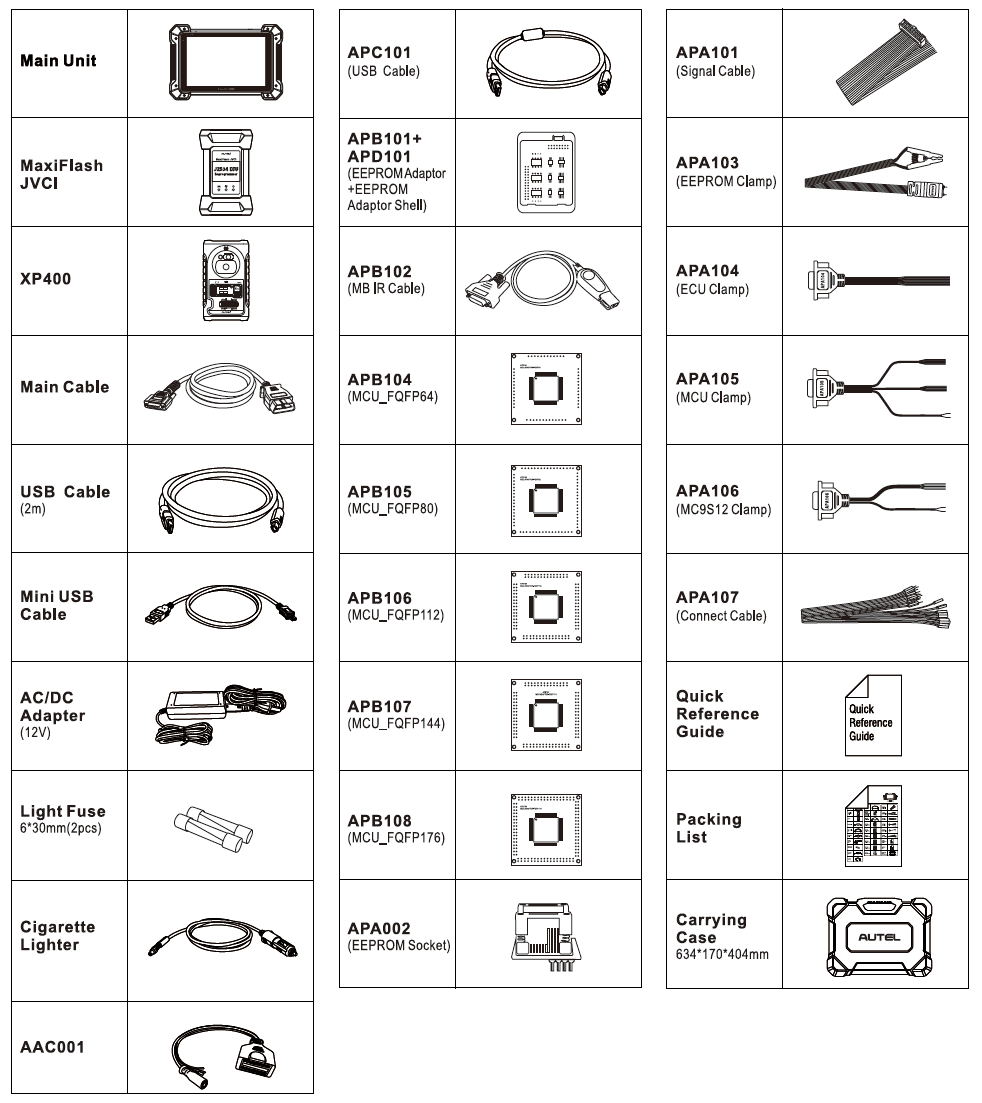 Main Unit
MaxiFlash
JVCI
XP400
Main Cable
USB Cable
(2m)
Mini USB
Cable
AC/DC
Adapter
(12V)
Light Fuse
6*30mm(2pcs)
Cigarette
Lighter
AAC001
APC101
(USB Cable)
APB101+
APD101
(EEPROM Adaptor
+EEPROM
Adaptor Shell)
APB102
(MB IR Cable)
APB104
(MCU_FQFP64)
APB105
(MCU_FQFP80)
APB106
(MCU_FQFP112)
APB107
(MCU_FQFP144)
APB108
(MCU_FQFP176)
APA002
(EEPROM Socket)
APA101
(Signal Cable)
APA103
(EEPROM Clamp)
APA104
(ECU Clamp)
APA104
APA105
(MCU Clamp)
APA105
APA106
(MC9S12 Clamp)
APA106
APA107
(Connect Cable)
Quick
Reference
Guide
Quick
Reference
Guide
Packing
List
Carrying
Case
634*170*404mm
AUTEL